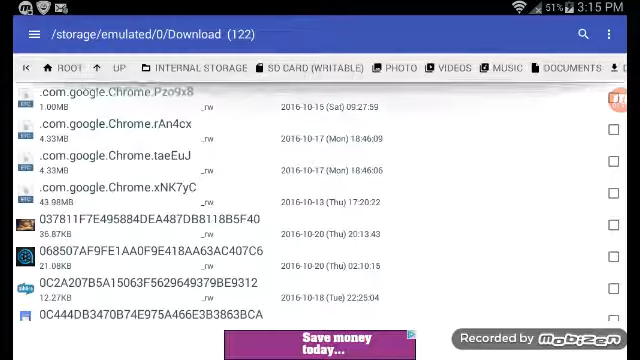 51% 3:15 PM
/storage/emulated/0/Download (122)
ROOT UP INTERNAL STORAGE SD CARD (WRITABLE) PHOTO VIDEOS MUSIC DOCUMENTS D
.com.google.Chrome.Pzo9x8
1.00MB _rw 2016-10-15 (Sat) 09:27:59
.com.google.Chrome.rAn4cx
4.33MB _rw 2016-10-17 (Mon) 18:46:09
.com.google.Chrome.taeEuJ
4.33MB _rw 2016-10-17 (Mon) 18:46:06
.com.google.Chrome.xNK7yC
43.98MB _rw 2016-10-13 (Thu) 17:20:22
037811F7E495884DEA487DB8118B5F40
36.87KB _rw 2016-10-20 (Thu) 20:13:43
068507AF9FE1AA0F9E418AA63AC407C6
21.08KB _rw 2016-10-20 (Thu) 02:10:15
0C2A207B5A15063F5629649379BE9312
12.27KB _rw 2016-10-18 (Tue) 22:25:04
0C444DB3470B74E975A466E3B3863BCA
Save money
today...
Recorded by Mobizen